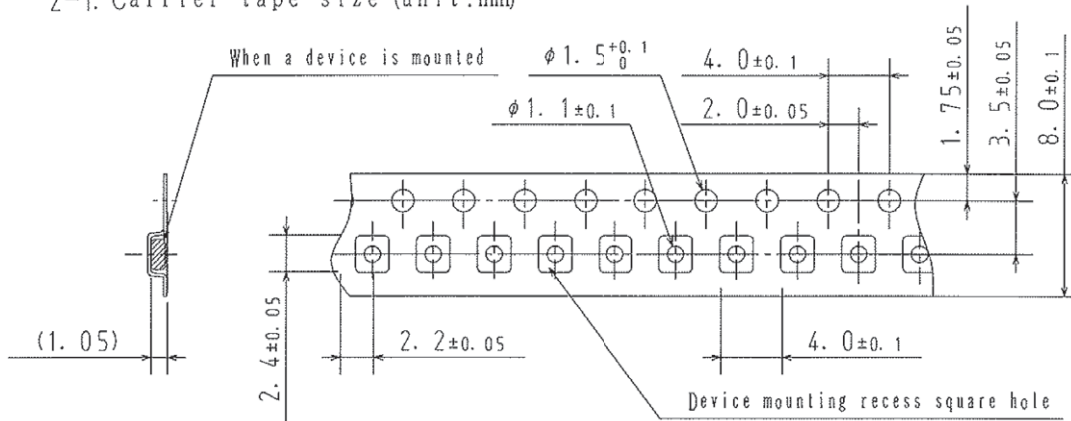 2-1. Carrier tape size (unit:mm)
When a device is mounted
φ1. 5+0. 1 0
4. 0±0. 1
φ1. 1±0. 1
2. 0±0. 05
1. 75±0. 05
3. 5±0. 05
8. 0±0. 1
(1. 05)
2. 4±0. 05
2. 2±0. 05
4. 0±0. 1
Device mounting recess square hole